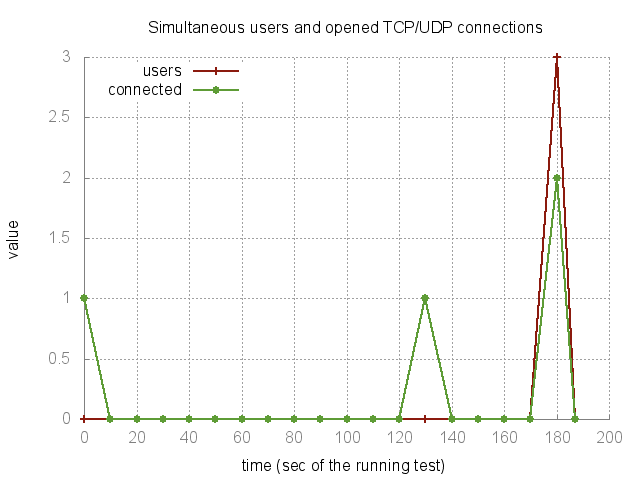 Simultaneous users and opened TCP/UDP connections
users
connected
3
2.5
2
1.5
1
0.5
0
value
0 20 40 60 80 100 120 140 160 180 200
time (sec of the running test)